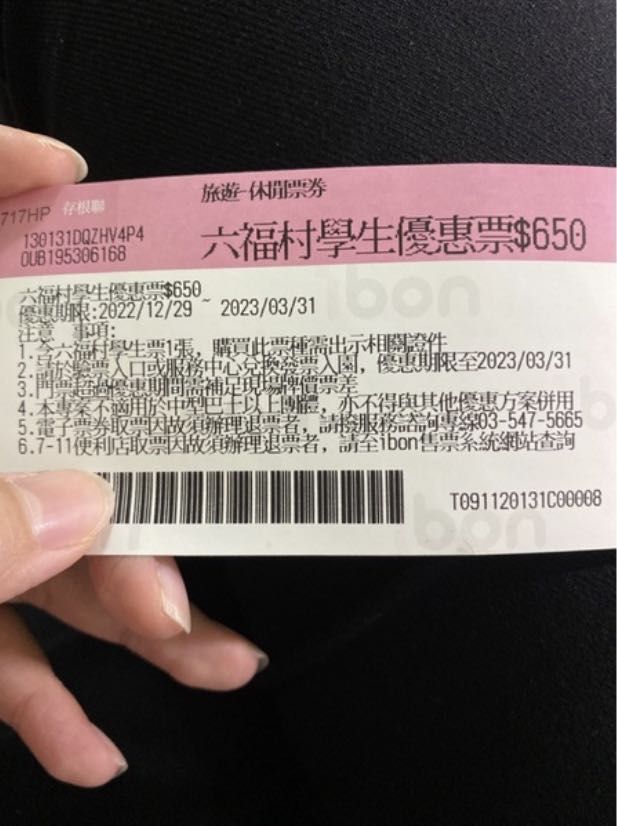 旅遊-休閒票券
717HP 存根聯
130131DQZHV4P4
OUB195306168
六福村學生優惠票$650
六福村學生優惠票$650
優惠期限:2022/12/29 ~ 2023/03/31
注意 事項:
1.含六福村學生票1張,購買此票種需出示相關證件
2.請於驗票入口或服務中心兌換發票入園,優惠期限至2023/03/31
3.門票超過優惠期間需補足現場牌價票差
4.本專案不適用於中型巴士以上團體,亦不得與其他優惠方案併用
5.電子票券取票因故須辦理退票者,請撥服務諮詢專線03-547-5665
6.7-11便利店取票因故須辦理退票者,請至ibon售票系統網站查詢
T091120131C00008
ibon
ibon